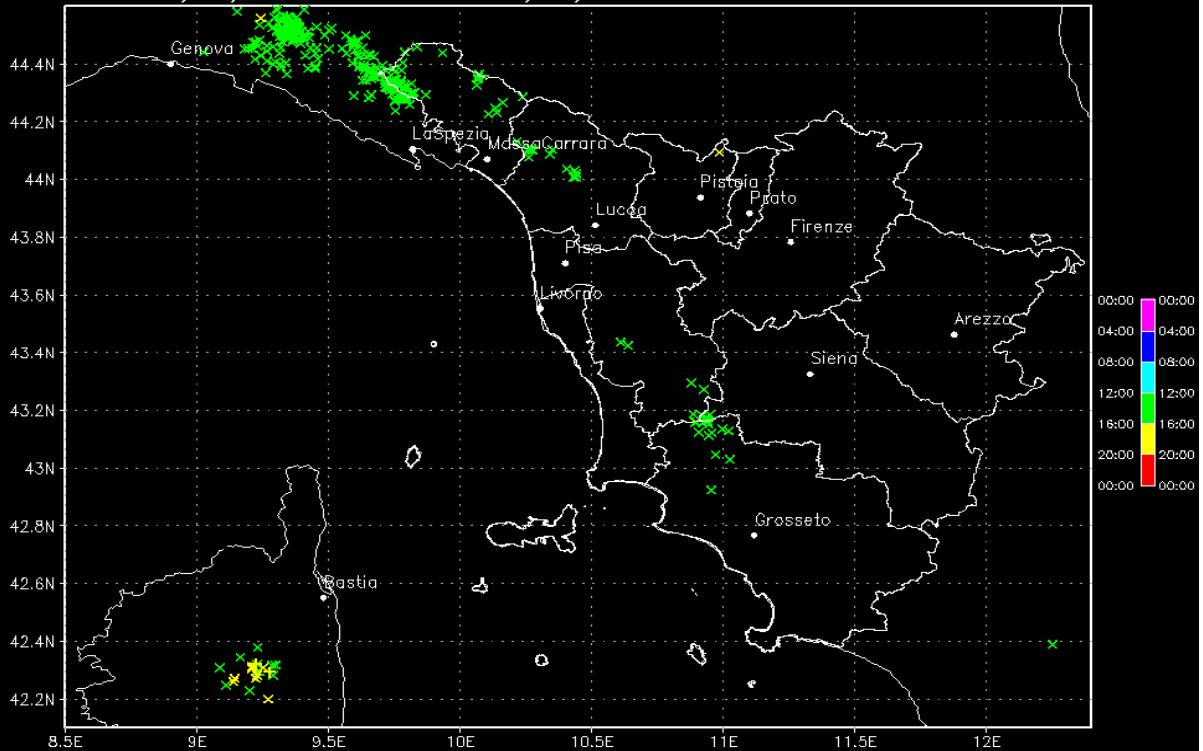 Genova
44.4N
44.2N
LaSpezia
MassaCarrara
44N
Pistoia
Prato
Lucca
Firenze
43.8N
Pisa
43.6N
Livorno
00:00 00:00
Arezzo
04:00 04:00
43.4N
Siena
08:00 08:00
12:00 12:00
43.2N
16:00 16:00
20:00 20:00
43N
00:00 00:00
42.8N
Grosseto
42.6N
Bastia
42.4N
42.2N
8.5E 9E 9.5E 10E 10.5E 11E 11.5E 12E